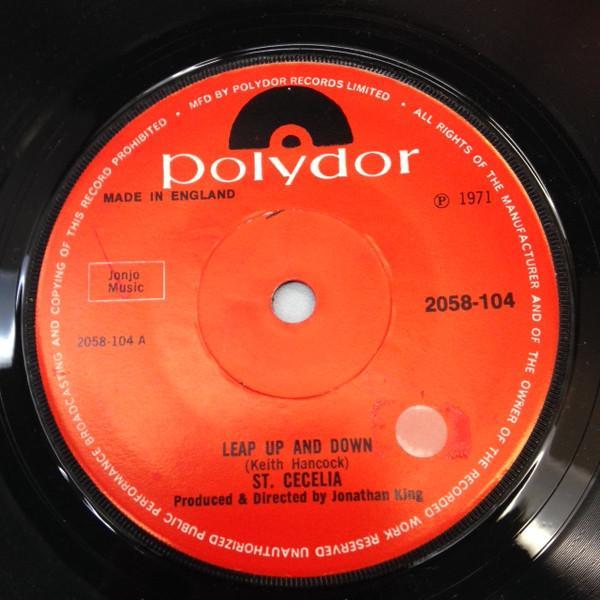 MFD BY POLYDOR RECORDS LIMITED • ALL RIGHTS OF THE MANUFACTURER AND OF THE OWNER OF THE RECORDED WORK RESERVED UNAUTHORIZED PUBLIC PERFORMANCE BROADCASTING AND COPYING OF THIS RECORD PROHIBITED •
polydor
MADE IN ENGLAND
Ⓟ 1971
Jonjo
Music
2058-104
2058-104 A
LEAP UP AND DOWN
(Keith Hancock)
ST. CECELIA
Produced & Directed by Jonathan King